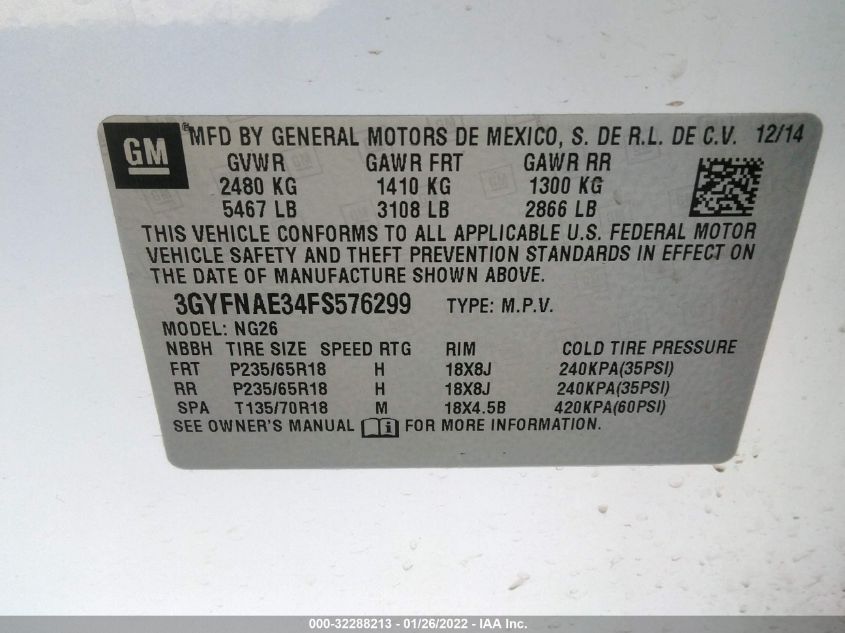 GM
® MFD BY GENERAL MOTORS DE MEXICO, S. DE R.L. DE C.V. 12/14
GVWR GAWR FRT GAWR RR
2480 KG 1410 KG 1300 KG
5467 LB 3108 LB 2866 LB
THIS VEHICLE CONFORMS TO ALL APPLICABLE U.S. FEDERAL MOTOR
VEHICLE SAFETY AND THEFT PREVENTION STANDARDS IN EFFECT ON
THE DATE OF MANUFACTURE SHOWN ABOVE.
3GYFNAE34FS576299 TYPE: M.P.V.
MODEL: NG26
NBBH TIRE SIZE SPEED RTG RIM COLD TIRE PRESSURE
FRT P235/65R18 H 18X8J 240KPA(35PSI)
RR P235/65R18 H 18X8J 240KPA(35PSI)
SPA T135/70R18 M 18X4.5B 420KPA(60PSI)
SEE OWNER'S MANUAL i FOR MORE INFORMATION.
000-32288213 - 01/26/2022 - IAA Inc.